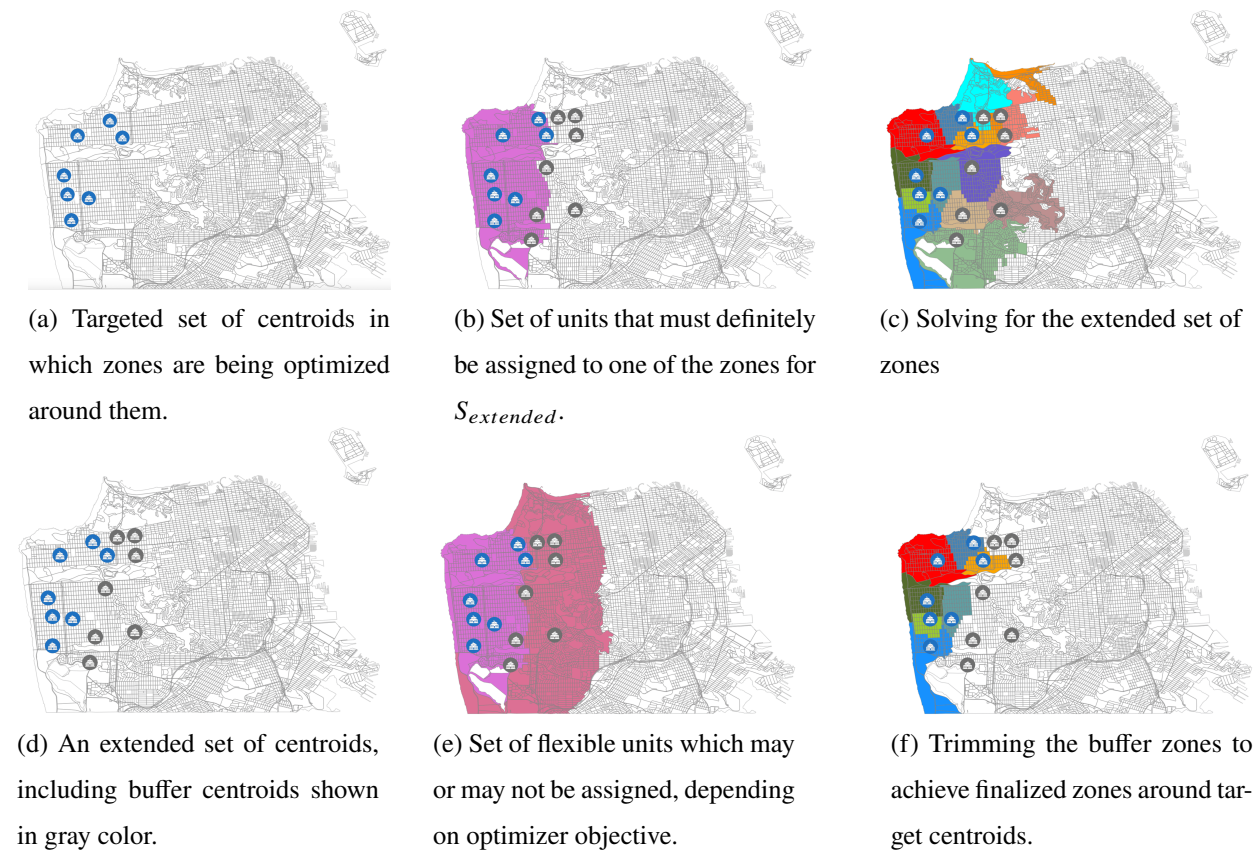 (a) Targeted set of centroids in
which zones are being optimized
around them.
(b) Set of units that must definitely
be assigned to one of the zones for
S_extended.
(c) Solving for the extended set of
zones
(d) An extended set of centroids,
including buffer centroids shown
in gray color.
(e) Set of flexible units which may
or may not be assigned, depending
on optimizer objective.
(f) Trimming the buffer zones to
achieve finalized zones around tar-
get centroids.